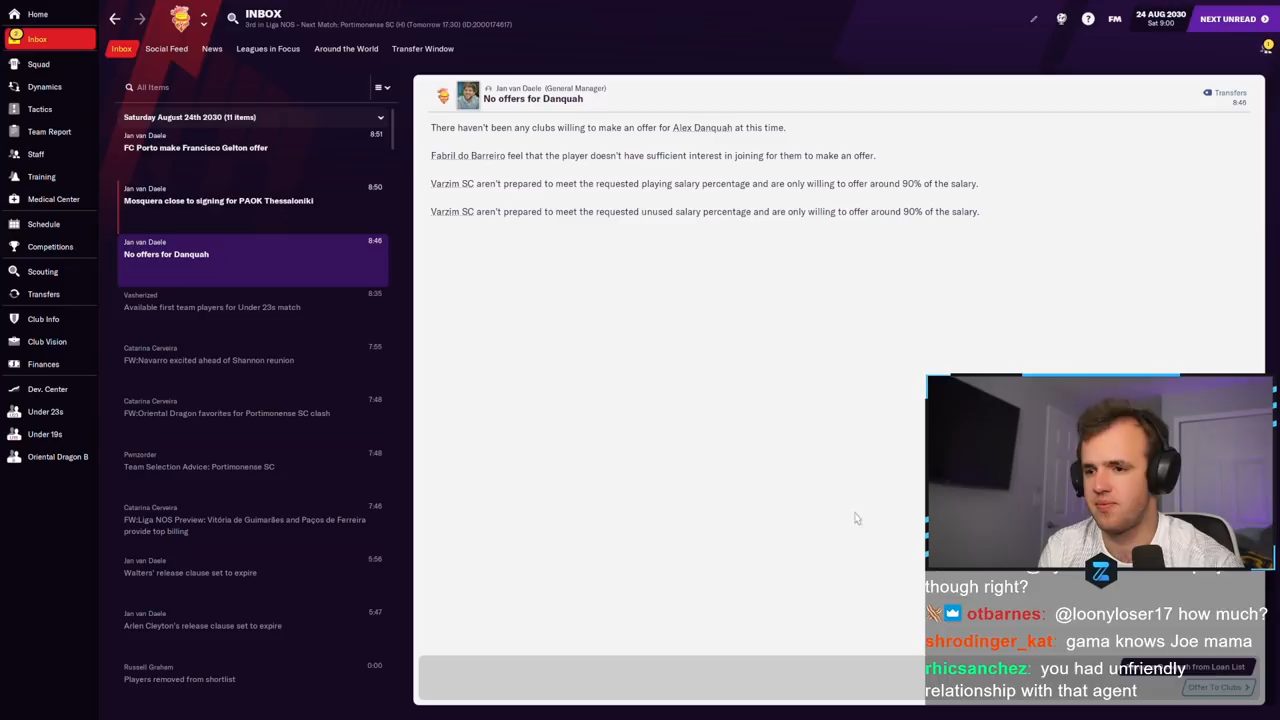 Home
INBOX
3rd in Liga NOS - Next Match: Portimonense SC (H) (Tomorrow 17:30) (ID:2000174617)
FM
24 AUG 2030
Sat 9:00
NEXT UNREAD
2
Inbox
Squad
Dynamics
Tactics
Team Report
Staff
Training
Medical Center
Schedule
Competitions
Scouting
Transfers
Club Info
Club Vision
Finances
Dev. Center
Under 23s
Under 19s
Oriental Dragon B
Inbox
Social Feed
News
Leagues in Focus
Around the World
Transfer Window
1
All Items
Saturday August 24th 2030 (11 items)
Jan van Daele
8:51
FC Porto make Francisco Gelton offer
Jan van Daele
8:50
Mosquera close to signing for PAOK Thessaloniki
Jan van Daele
8:46
No offers for Danquah
Vasherized
8:35
Available first team players for Under 23s match
Catarina Cerveira
7:55
FW:Navarro excited ahead of Shannon reunion
Catarina Cerveira
7:48
FW:Oriental Dragon favorites for Portimonense SC clash
Pwnzorder
7:48
Team Selection Advice: Portimonense SC
Catarina Cerveira
7:46
FW:Liga NOS Preview: Vitória de Guimarães and Paços de Ferreira
provide top billing
Jan van Daele
5:56
Walters' release clause set to expire
Jan van Daele
5:47
Arlen Cleyton's release clause set to expire
Russell Graham
0:00
Players removed from shortlist
Jan van Daele (General Manager)
No offers for Danquah
Transfers
8:46
There haven't been any clubs willing to make an offer for Alex Danquah at this time.
Fabril do Barreiro feel that the player doesn't have sufficient interest in joining for them to make an offer.
Varzim SC aren't prepared to meet the requested playing salary percentage and are only willing to offer around 90% of the salary.
Varzim SC aren't prepared to meet the requested unused salary percentage and are only willing to offer around 90% of the salary.
though right?
otbarnes: @loonyloser17 how much?
shrodinger_kat: gama knows Joe mama
rhicsanchez: you had unfriendly
relationship with that agent
from Loan List
Offer To Clubs